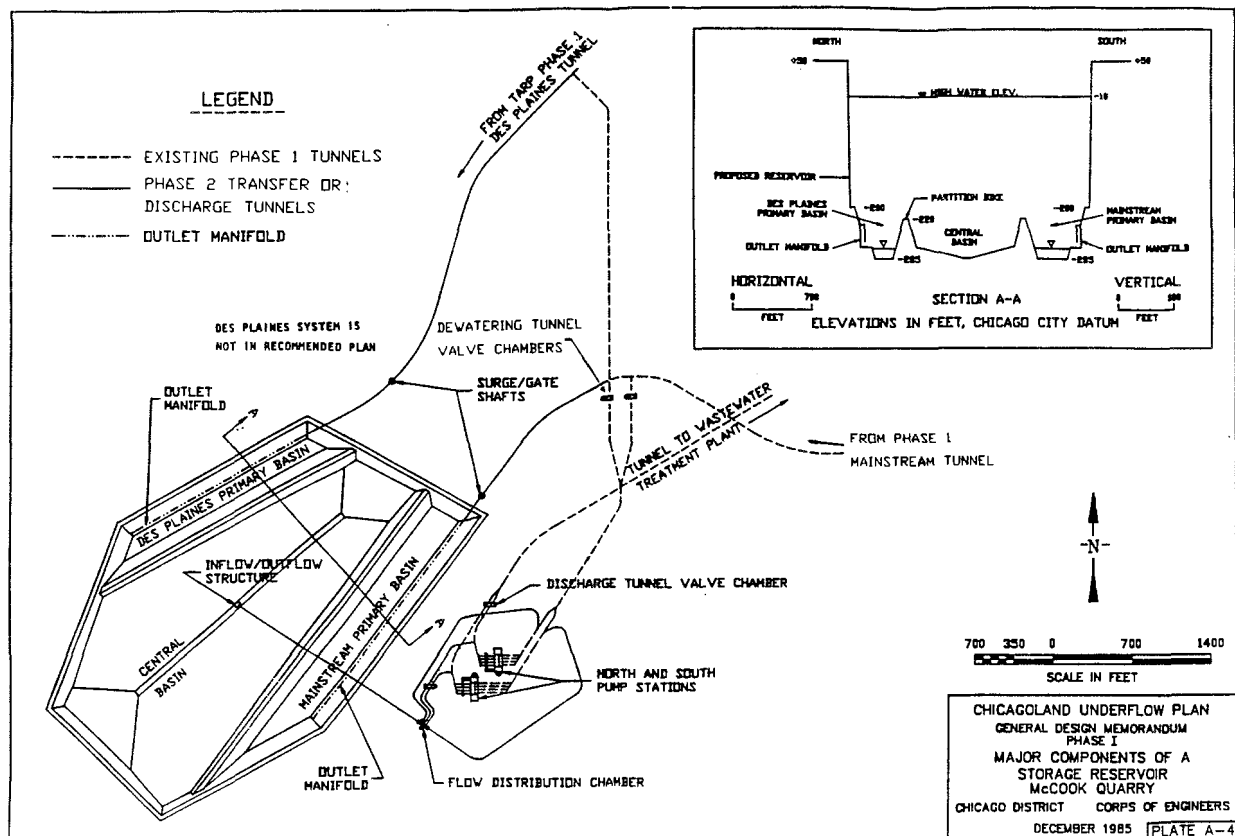 LEGEND
EXISTING PHASE 1 TUNNELS
PHASE 2 TRANSFER OR:
DISCHARGE TUNNELS
OUTLET MANIFOLD
FROM TARP PHASE 1
DES PLAINES TUNNEL
NORTH
SOUTH
+50
+50
HIGH WATER ELEV.
-10
PROPOSED RESERVOIR
DES PLAINES
PRIMARY BASIN
PARTITION DIKE
MAINSTREAM
PRIMARY BASIN
-220
CENTRAL
BASIN
OUTLET MANIFOLD
OUTLET MANIFOLD
HORIZONTAL
0
FEET
SECTION A-A
VERTICAL
0
FEET
ELEVATIONS IN FEET, CHICAGO CITY DATUM
DES PLAINES SYSTEM IS
NOT IN RECOMMENDED PLAN
DEWATERING TUNNEL
VALVE CHAMBERS
SURGE/GATE
SHAFTS
OUTLET
MANIFOLD
A
A
TUNNEL TO WASTEWATER
TREATMENT PLANT
FROM PHASE 1
MAINSTREAM TUNNEL
DES PLAINES PRIMARY BASIN
INFLOW/OUTFLOW
STRUCTURE
CENTRAL
BASIN
MAINSTREAM PRIMARY BASIN
DISCHARGE TUNNEL VALVE CHAMBER
NORTH AND SOUTH
PUMP STATIONS
OUTLET
MANIFOLD
FLOW DISTRIBUTION CHAMBER
-N-
700 350 0 700 1400
SCALE IN FEET
CHICAGOLAND UNDERFLOW PLAN
GENERAL DESIGN MEMORANDUM
PHASE I
MAJOR COMPONENTS OF A
STORAGE RESERVOIR
McCOOK QUARRY
CHICAGO DISTRICT CORPS OF ENGINEERS
DECEMBER 1985 PLATE A-4